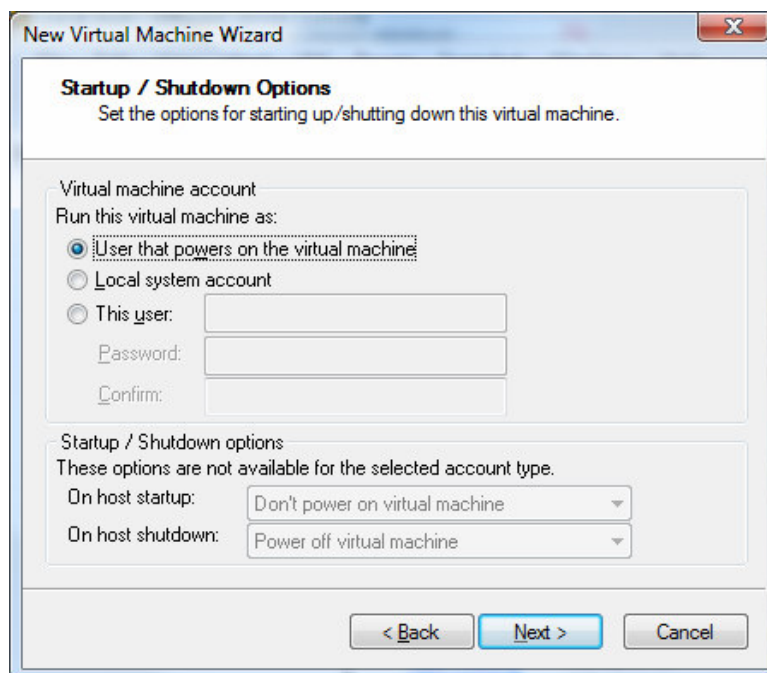 New Virtual Machine Wizard
Startup / Shutdown Options
Set the options for starting up/shutting down this virtual machine.
Virtual machine account
Run this virtual machine as:
User that powers on the virtual machine
Local system account
This user:
Password:
Confirm:
Startup / Shutdown options
These options are not available for the selected account type.
On host startup: Don't power on virtual machine
On host shutdown: Power off virtual machine
< Back Next > Cancel